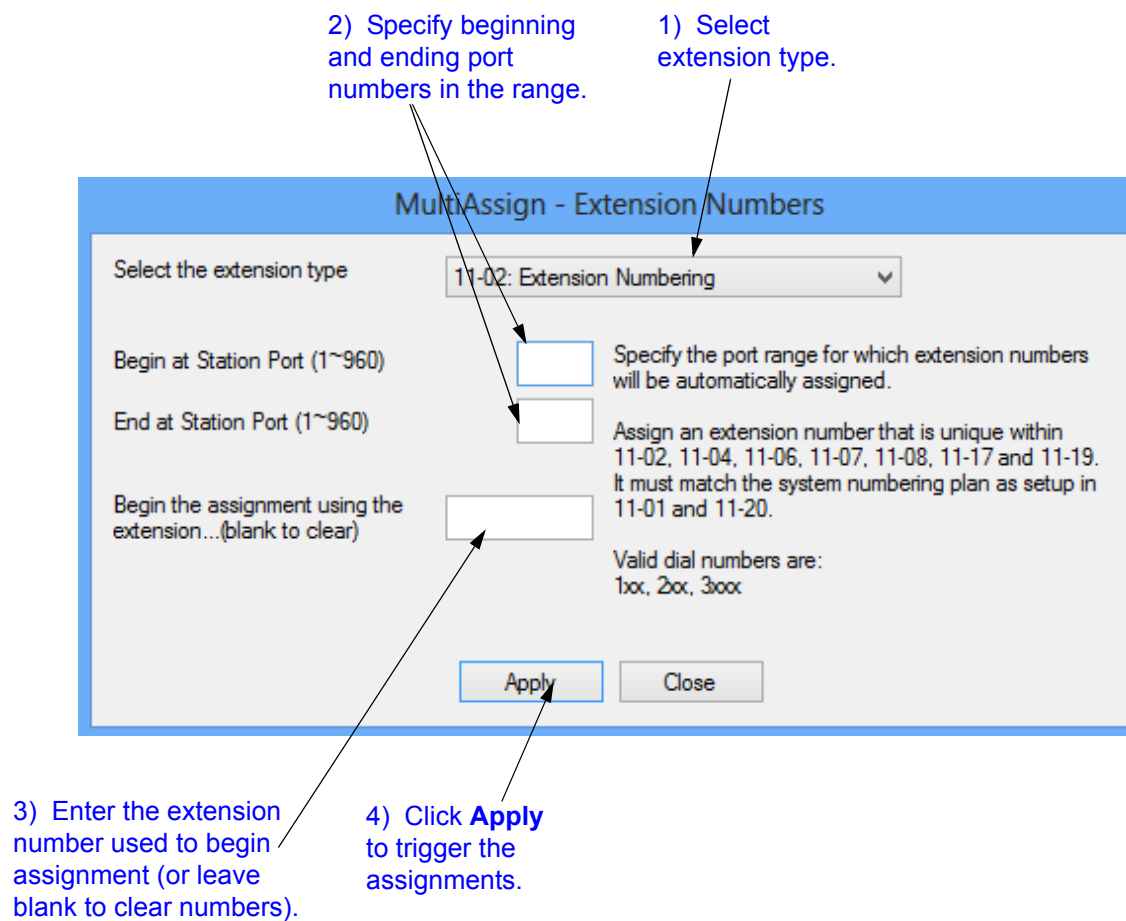 2) Specify beginning
and ending port
numbers in the range.
1) Select
extension type.
MultiAssign - Extension Numbers
Select the extension type
11-02: Extension Numbering
Begin at Station Port (1~960)
End at Station Port (1~960)
Specify the port range for which extension numbers
will be automatically assigned.
Assign an extension number that is unique within
11-02, 11-04, 11-06, 11-07, 11-08, 11-17 and 11-19.
It must match the system numbering plan as setup in
11-01 and 11-20.
Begin the assignment using the
extension...(blank to clear)
Valid dial numbers are:
1xx, 2xx, 3xxx
Apply
Close
3) Enter the extension
number used to begin
assignment (or leave
blank to clear numbers).
4) Click Apply
to trigger the
assignments.